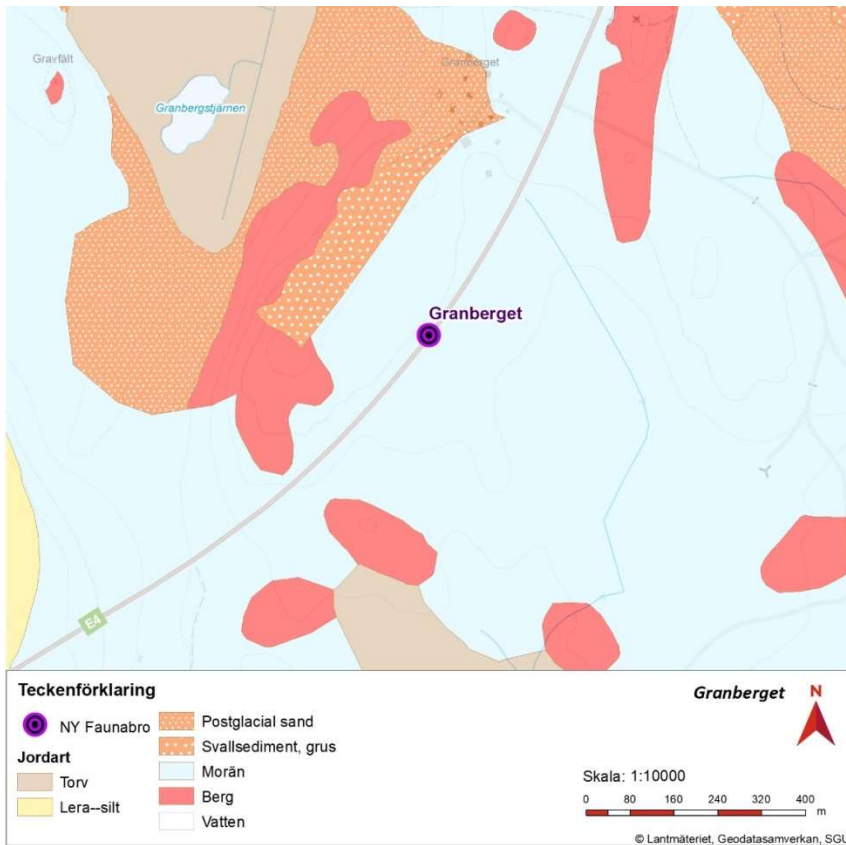 Gravfält
Granbergstjärnen
Granberget
Granberget
E4
Teckenförklaring
NY Faunabro
Jordart
Torv
Lera--silt
Postglacial sand
Svallsediment, grus
Morän
Berg
Vatten
Granberget
N
Skala: 1:10000
0 80 160 240 320 400
m
© Lantmäteriet, Geodatasamverkan, SGU